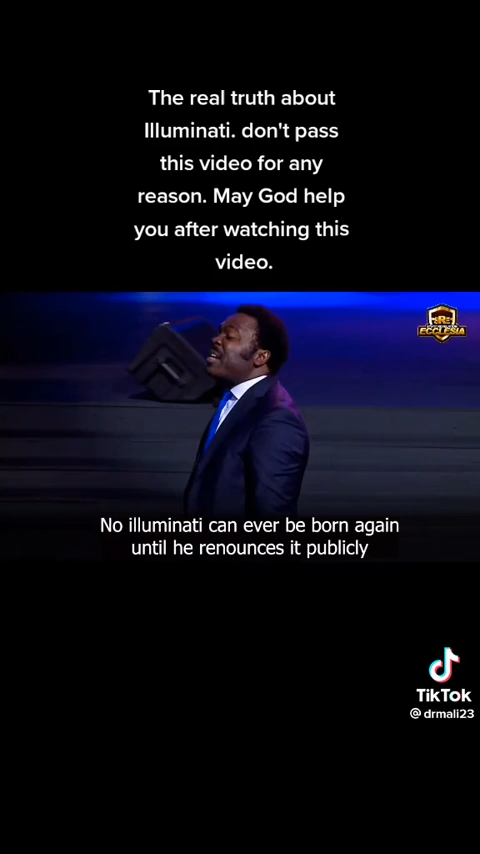 The real truth about
Illuminati. don't pass
this video for any
reason. May God help
you after watching this
video.
ECCLESIA
No illuminati can ever be born again
until he renounces it publicly
TikTok
@drmali23